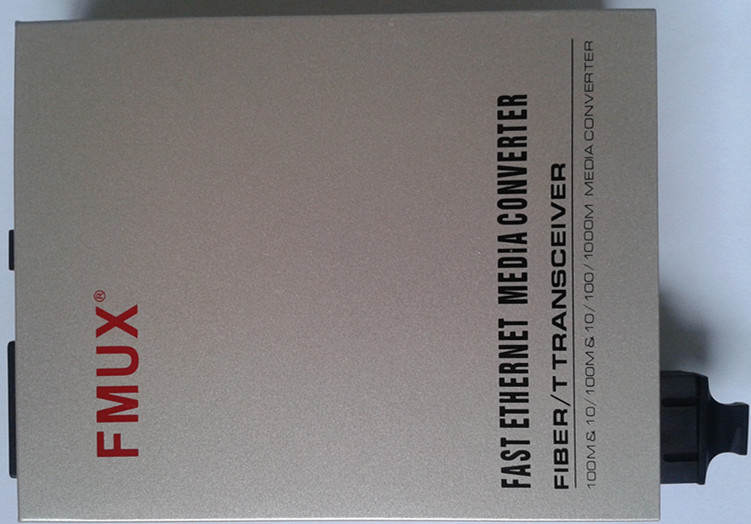 FMUX®
FAST ETHERNET MEDIA CONVERTER
FIBER/T TRANSCEIVER
100M & 10/100M & 10/100/1000M MEDIA CONVERTER